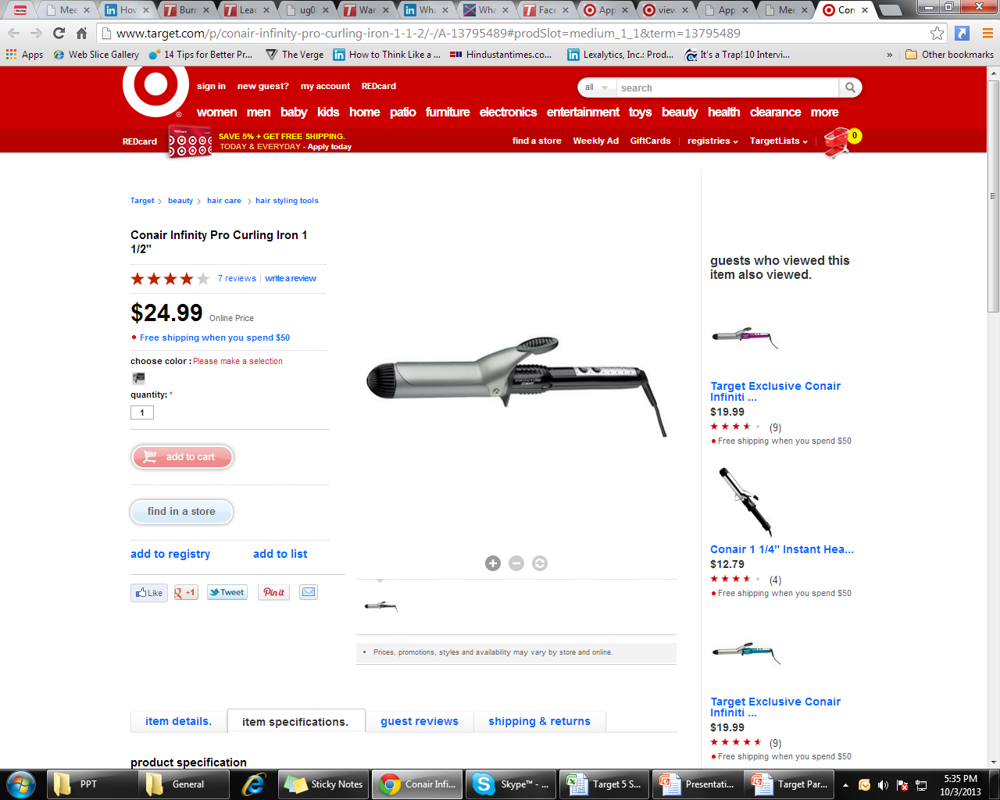 Mee
How
Burr
Lead
ug0
War
Wha
Wha
Face
App
view
App
Mee
Con
www.target.com/p/conair-infinity-pro-curling-iron-1-1-2/-/A-13795489#prodSlot=medium_1_1&term=13795489
Apps
Web Slice Gallery
14 Tips for Better Pr...
The Verge
How to Think Like a ...
Hindustantimes.co...
Lexalytics, Inc.: Prod...
It's a Trap! 10 Intervi...
»
Other bookmarks
sign in new guest? my account REDcard
all search
women men baby kids home patio furniture electronics entertainment toys beauty health clearance more
REDcard
SAVE 5% + GET FREE SHIPPING.
TODAY & EVERYDAY - Apply today
find a store Weekly Ad GiftCards registries TargetLists 0
Target beauty hair care hair styling tools
Conair Infinity Pro Curling Iron 1
1/2"
7 reviews | write a review
$24.99 Online Price
Free shipping when you spend $50
choose color : Please make a selection
quantity: *
1
add to cart
find in a store
add to registry add to list
Like
+1
Tweet
Pin it
• Prices, promotions, styles and availability may vary by store and online.
guests who viewed this
item also viewed.
Target Exclusive Conair
Infiniti ...
$19.99
(9)
Free shipping when you spend $50
Conair 1 1/4" Instant Hea...
$12.79
(4)
Free shipping when you spend $50
Target Exclusive Conair
Infiniti ...
$19.99
(9)
Free shipping when you spend $50
item details. item specifications. guest reviews shipping & returns
product specification
PPT
General
Sticky Notes
Conair Infi...
Skype™ - ...
Target 5 S...
Presentati...
Target Par...
5:35 PM
10/3/2013